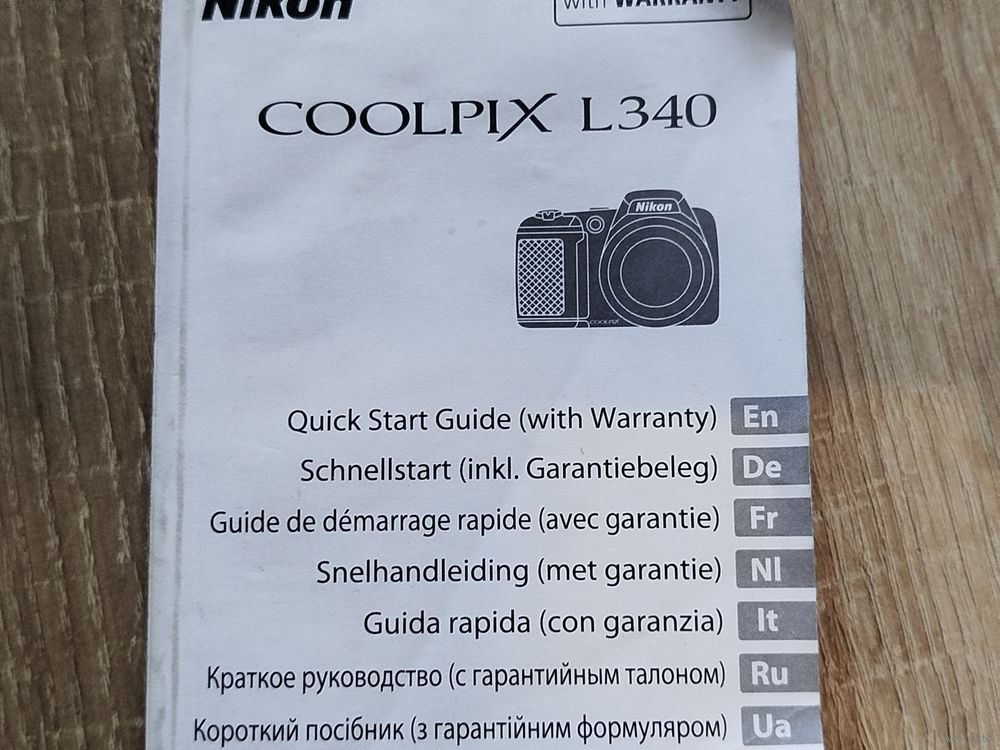 Nikon
with WARRANTY
COOLPIX L340
Nikon
COOLPIX
Quick Start Guide (with Warranty) En
Schnellstart (inkl. Garantiebeleg) De
Guide de démarrage rapide (avec garantie) Fr
Snelhandleiding (met garantie) Nl
Guida rapida (con garanzia) It
Краткое руководство (с гарантийным талоном) Ru
Короткий посібник (з гарантійним формуляром) Ua